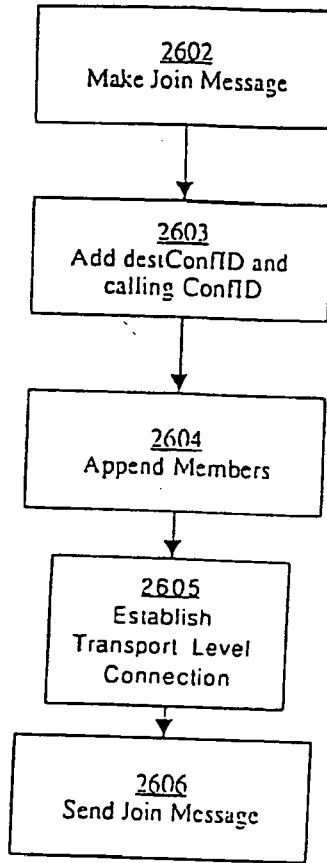 2602
Make Join Message
2603
Add destConfID and
calling ConfID
2604
Append Members
2605
Establish
Transport Level
Connection
2606
Send Join Message